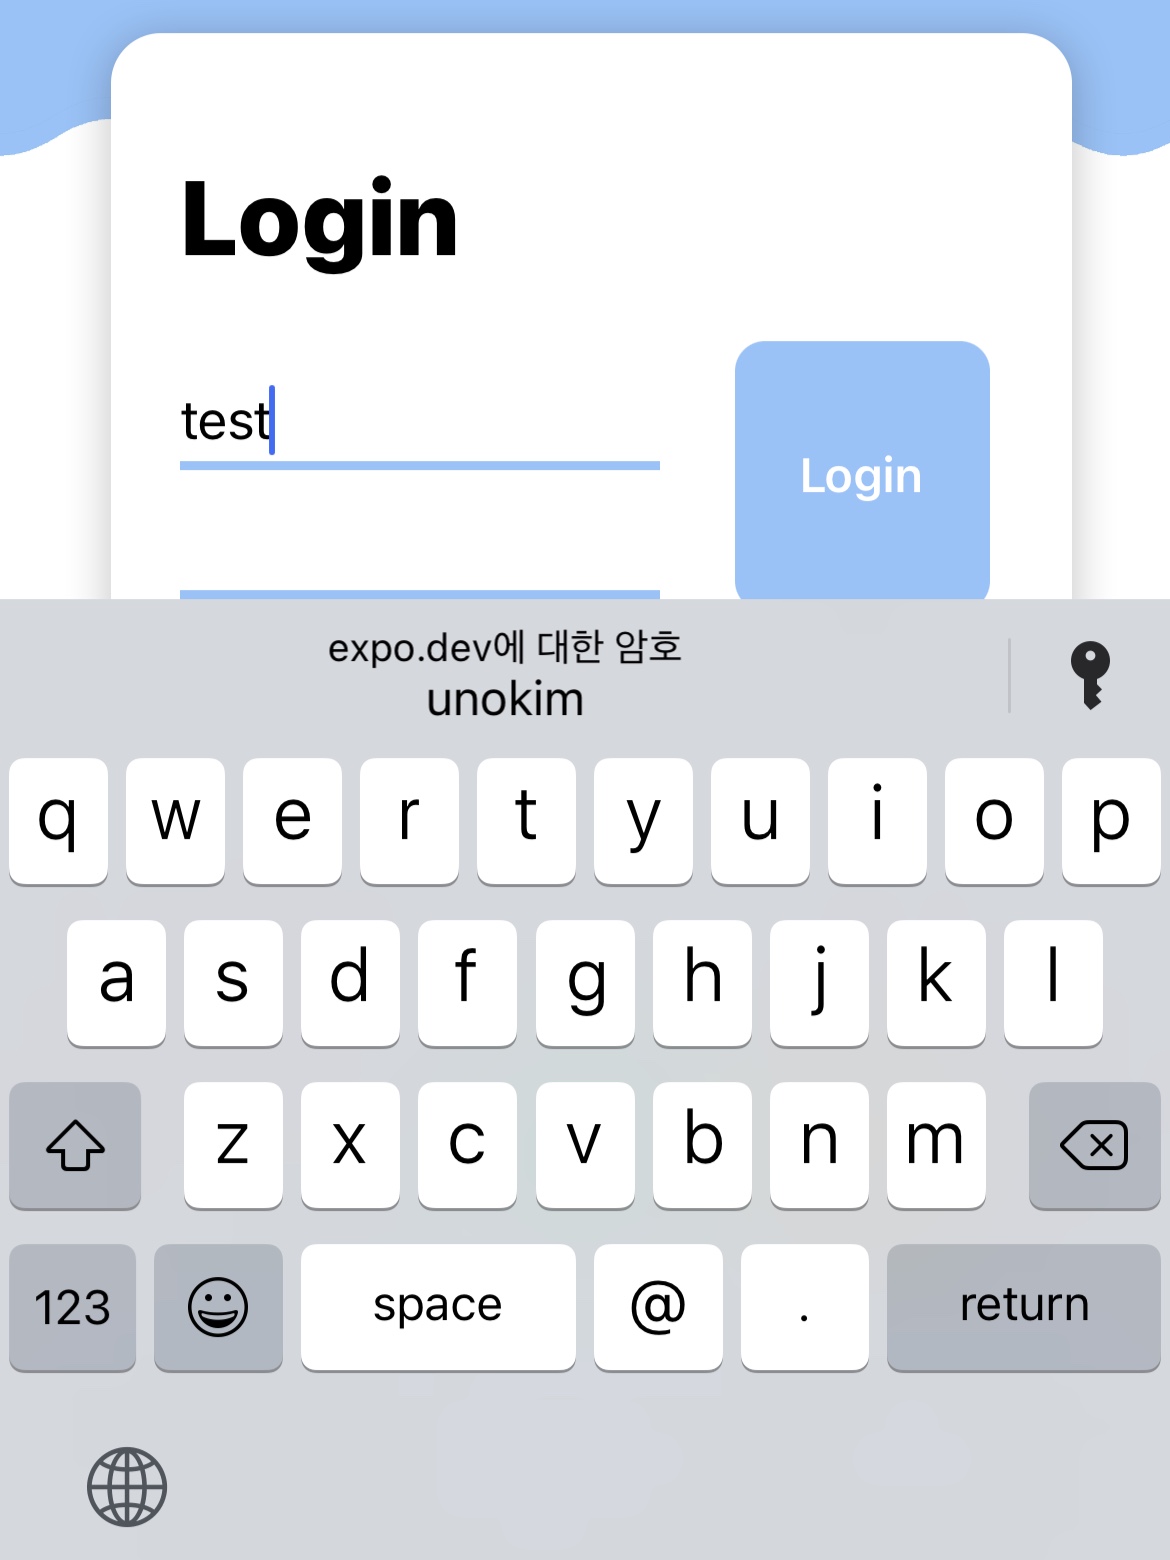 Login
test
Login
expo.dev에 대한 암호
unokim
q w e r t y u i o p
a s d f g h j k l
z x c v b n m
123 space @ . return